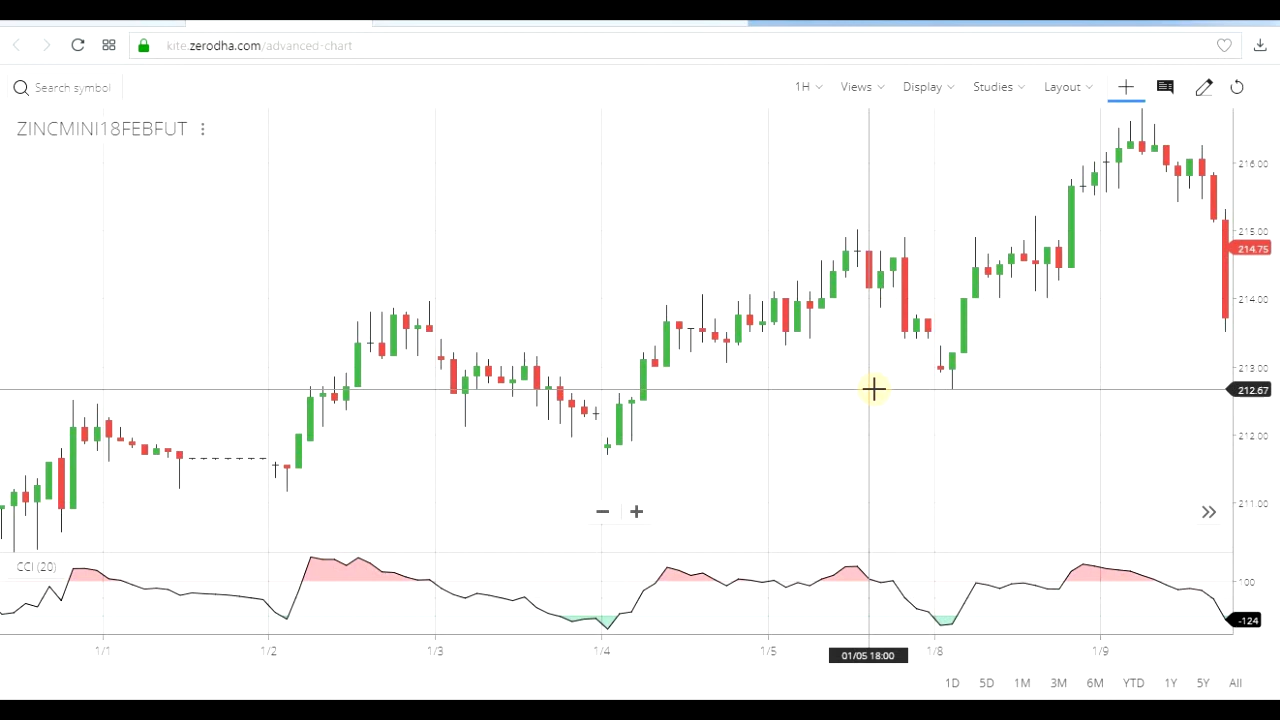 kite.zerodha.com/advanced-chart
Search symbol
1H Views Display Studies Layout
ZINCMINI18FEBFUT
216.00
215.00
214.75
214.00
213.00
212.67
212.00
211.00
CCI (20)
100
-124
1/1 1/2 1/3 1/4 1/5 01/05 18:00 1/8 1/9
1D 5D 1M 3M 6M YTD 1Y 5Y All